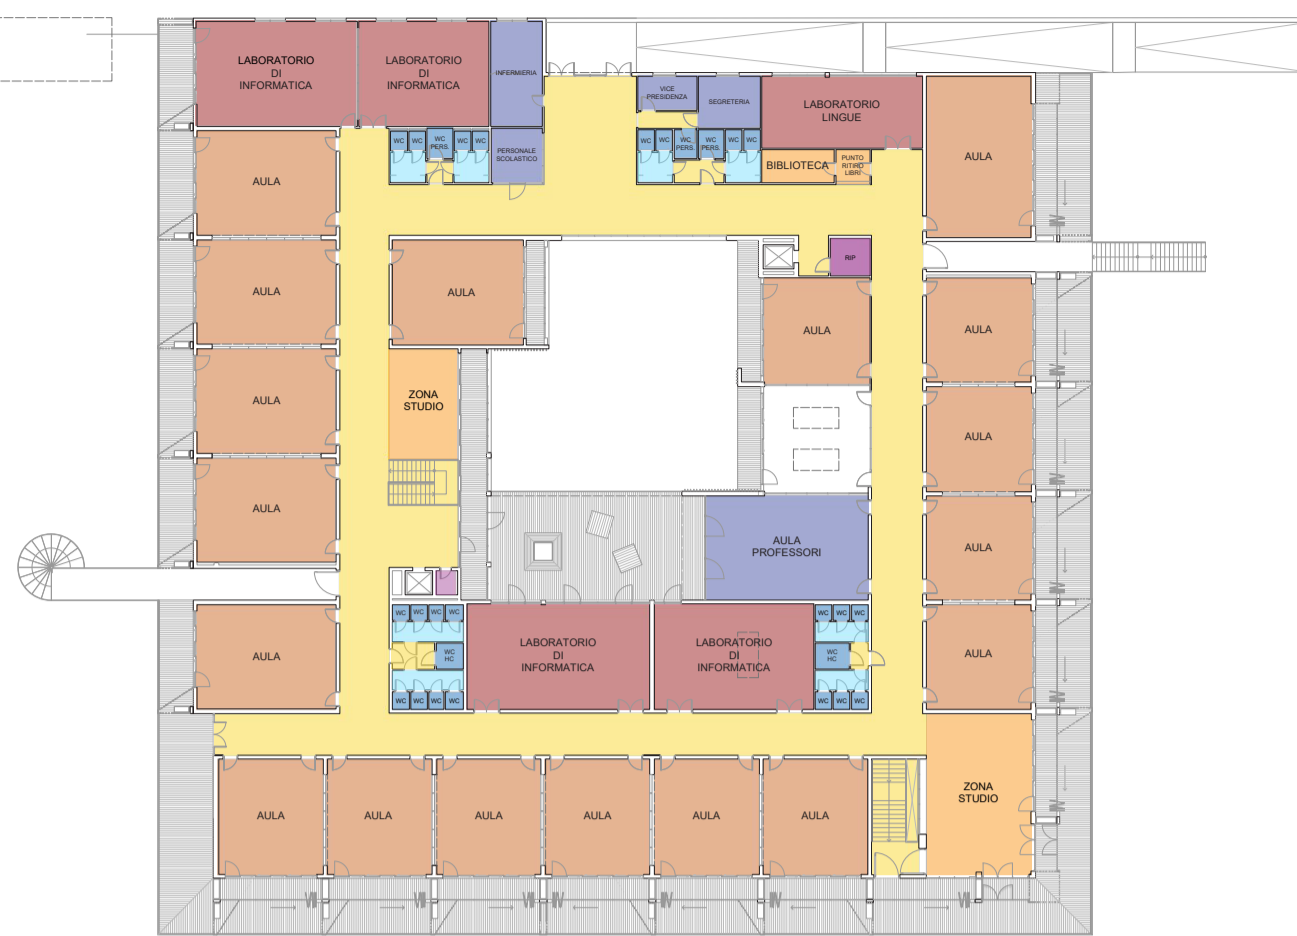 LABORATORIO
DI
INFORMATICA
LABORATORIO
DI
INFORMATICA
INFERMIERIA
VICE
PRESIDENZA
SEGRETERIA
LABORATORIO
LINGUE
AULA
WC
WC
WC
PERS.
WC
WC
PERSONALE
SCOLASTICO
WC
WC
WC
PERS.
WC
PERS.
WC
WC
BIBLIOTECA
PUNTO
RITIRO
LIBRI
AULA
AULA
AULA
RIP
AULA
AULA
AULA
ZONA
STUDIO
AULA
AULA
AULA
AULA
PROFESSORI
AULA
WC
WC
WC
WC
LABORATORIO
DI
INFORMATICA
LABORATORIO
DI
INFORMATICA
WC
WC
WC
AULA
WC
HC
WC
HC
AULA
WC
WC
WC
WC
WC
WC
WC
AULA
AULA
AULA
AULA
AULA
AULA
ZONA
STUDIO